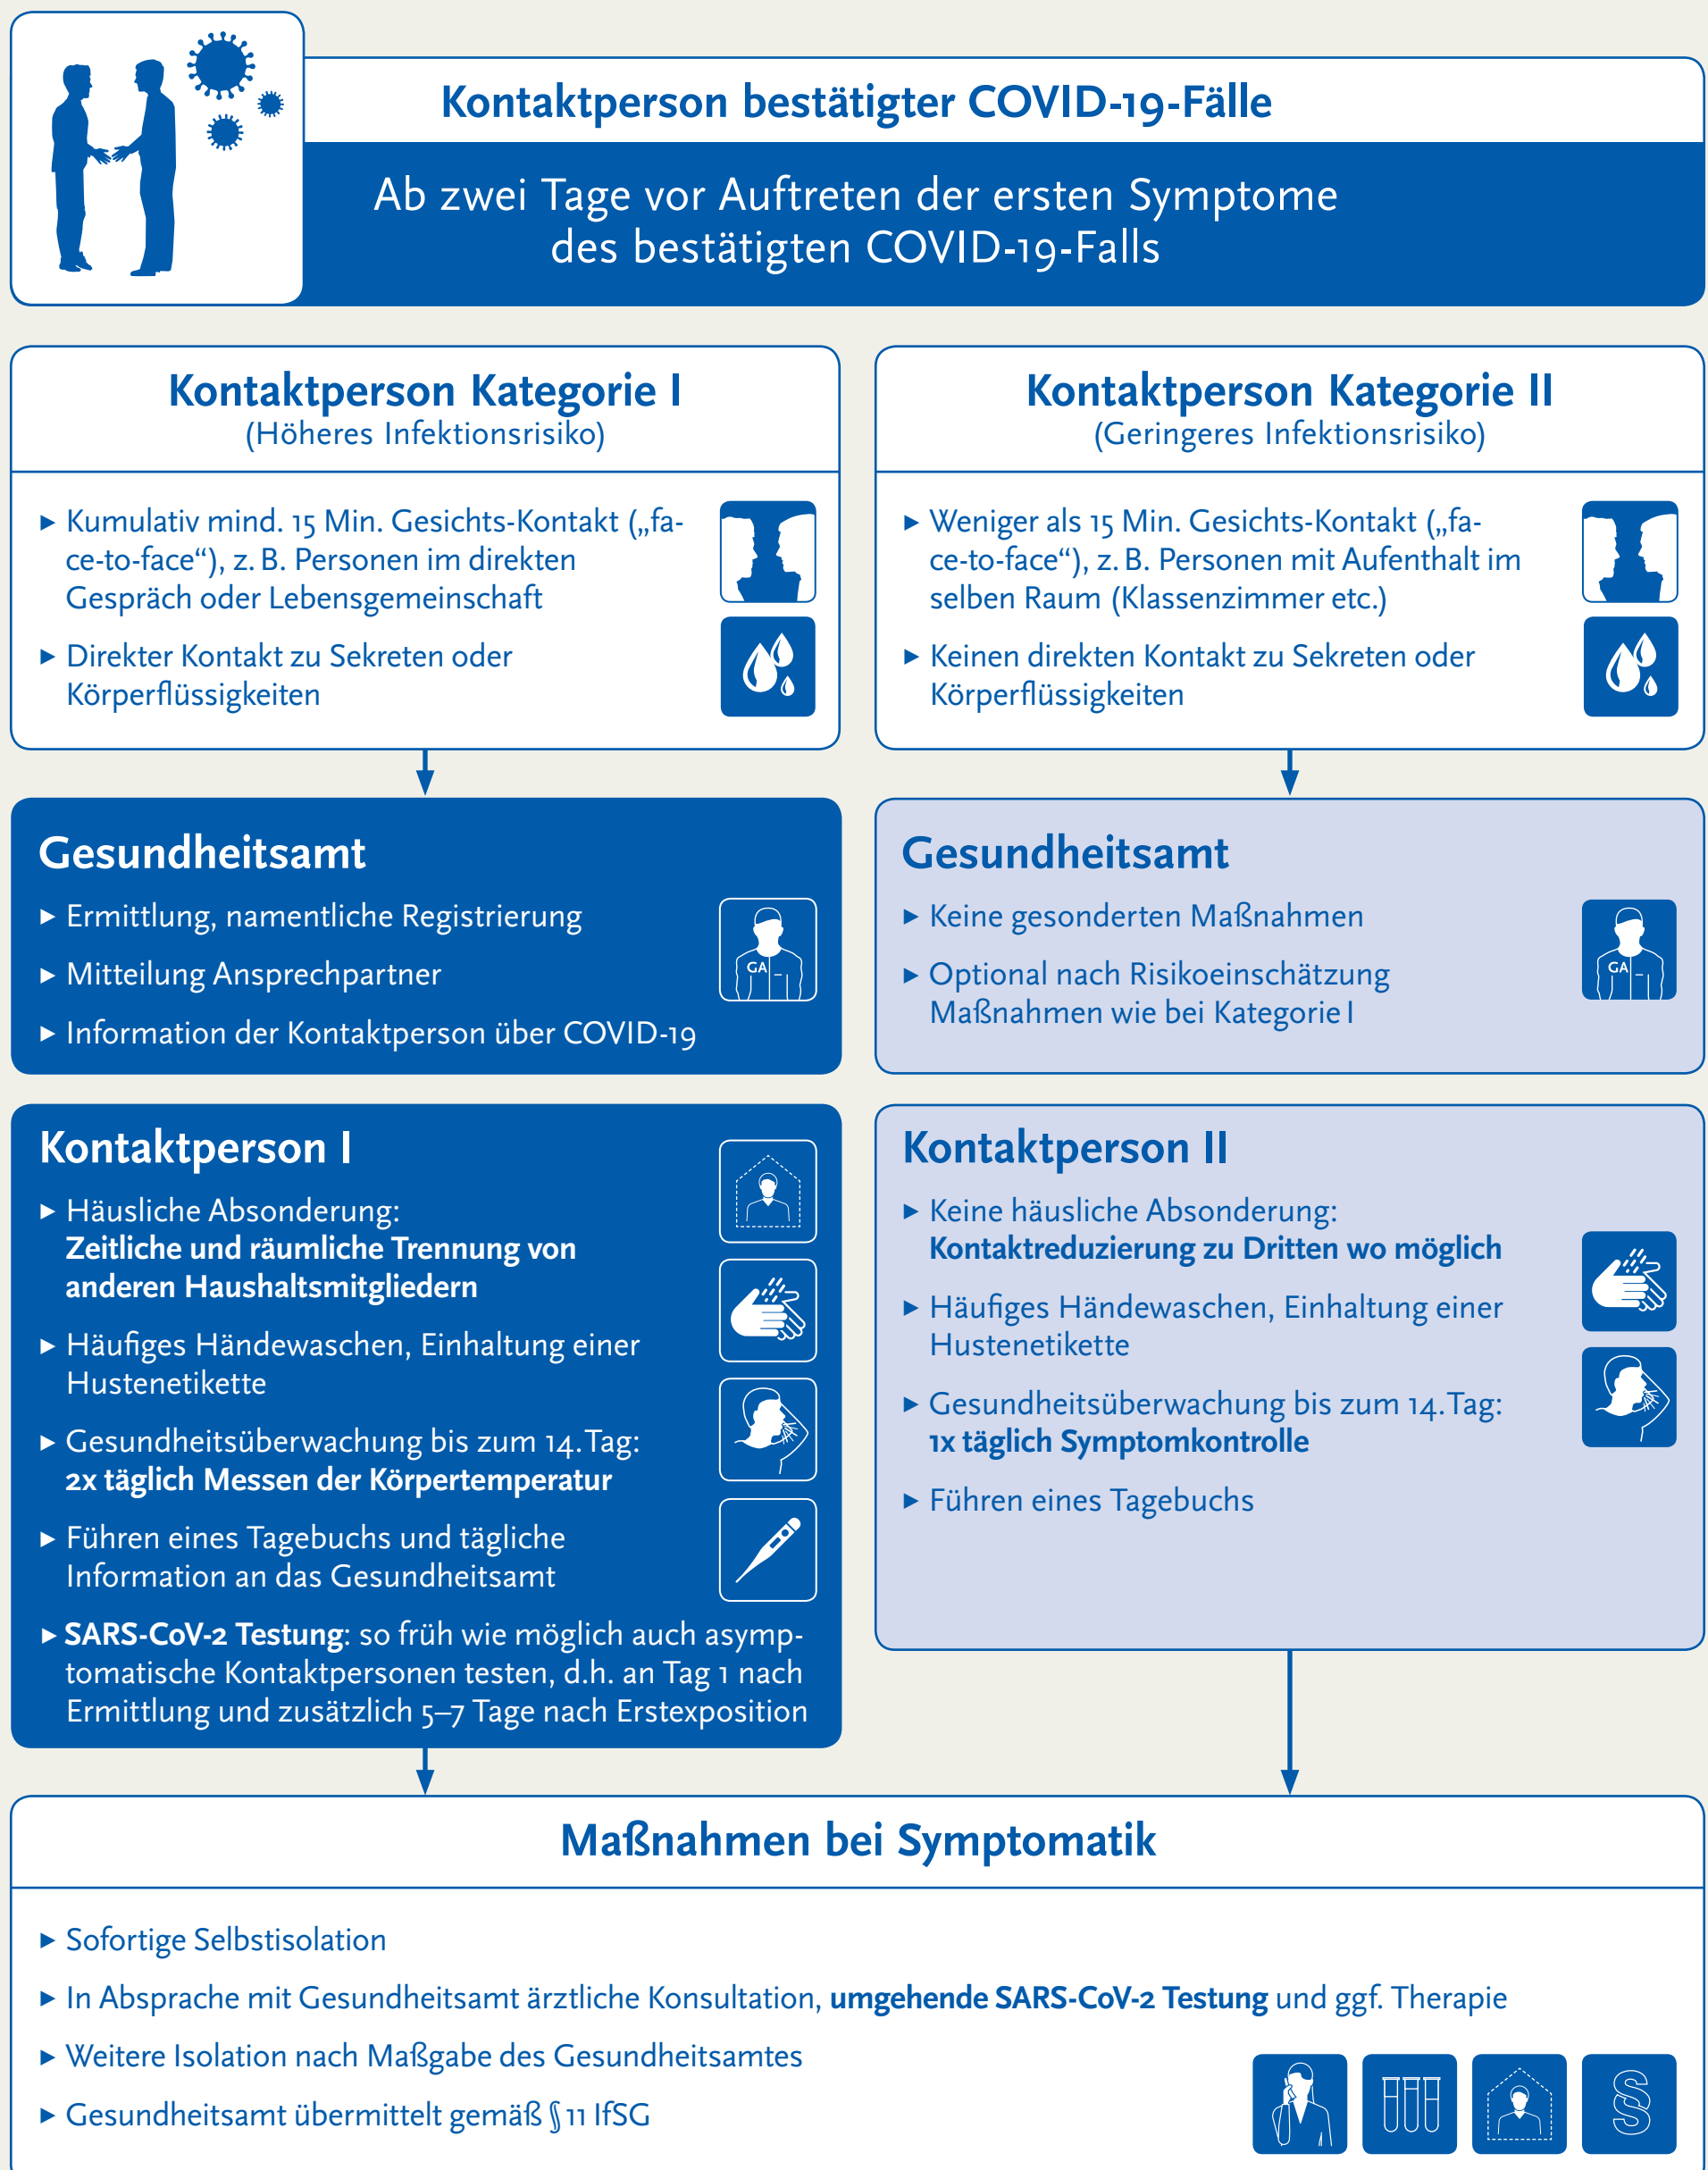 Kontaktperson bestätigter COVID-19-Fälle
Ab zwei Tage vor Auftreten der ersten Symptome
des bestätigten COVID-19-Falls
Kontaktperson Kategorie I
(Höheres Infektionsrisiko)
► Kumulativ mind. 15 Min. Gesichts-Kontakt („fa-
ce-to-face“), z. B. Personen im direkten
Gespräch oder Lebensgemeinschaft
► Direkter Kontakt zu Sekreten oder
Körperflüssigkeiten
Kontaktperson Kategorie II
(Geringeres Infektionsrisiko)
► Weniger als 15 Min. Gesichts-Kontakt („fa-
ce-to-face“), z. B. Personen mit Aufenthalt im
selben Raum (Klassenzimmer etc.)
► Keinen direkten Kontakt zu Sekreten oder
Körperflüssigkeiten
Gesundheitsamt
► Ermittlung, namentliche Registrierung
► Mitteilung Ansprechpartner
► Information der Kontaktperson über COVID-19
GA
Gesundheitsamt
► Keine gesonderten Maßnahmen
► Optional nach Risikoeinschätzung
Maßnahmen wie bei Kategorie I
GA
Kontaktperson I
► Häusliche Absonderung:
Zeitliche und räumliche Trennung von
anderen Haushaltsmitgliedern
► Häufiges Händewaschen, Einhaltung einer
Hustenetikette
► Gesundheitsüberwachung bis zum 14. Tag:
2x täglich Messen der Körpertemperatur
► Führen eines Tagebuchs und tägliche
Information an das Gesundheitsamt
► SARS-CoV-2 Testung: so früh wie möglich auch asymp-
tomatische Kontaktpersonen testen, d.h. an Tag 1 nach
Ermittlung und zusätzlich 5–7 Tage nach Erstexposition
Kontaktperson II
► Keine häusliche Absonderung:
Kontaktreduzierung zu Dritten wo möglich
► Häufiges Händewaschen, Einhaltung einer
Hustenetikette
► Gesundheitsüberwachung bis zum 14. Tag:
1x täglich Symptomkontrolle
► Führen eines Tagebuchs
Maßnahmen bei Symptomatik
► Sofortige Selbstisolation
► In Absprache mit Gesundheitsamt ärztliche Konsultation, umgehende SARS-CoV-2 Testung und ggf. Therapie
► Weitere Isolation nach Maßgabe des Gesundheitsamtes
► Gesundheitsamt übermittelt gemäß § 11 IfSG
§